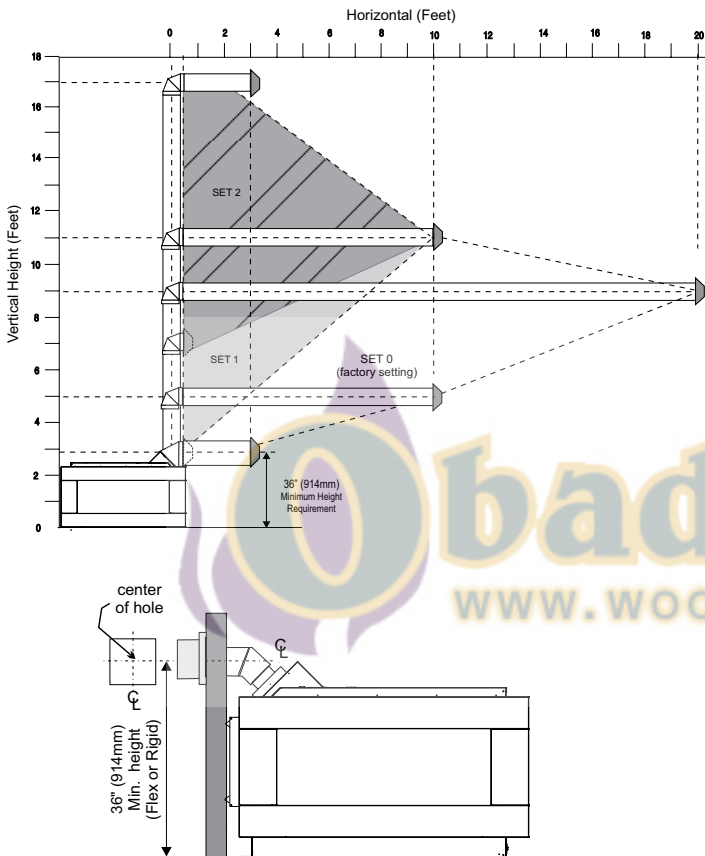 Horizontal (Feet)
0 2 4 6 8 10 12 14 16 18 20
Vertical Height (Feet)
18
16
14
12
10
8
6
4
2
0
SET 2
SET 1
SET 0
(factory setting)
36" (914mm)
Minimum Height
Requirement
Obad
www.woo
center
of hole
CL
CL
36" (914mm)
Min. height
(Flex or Rigid)